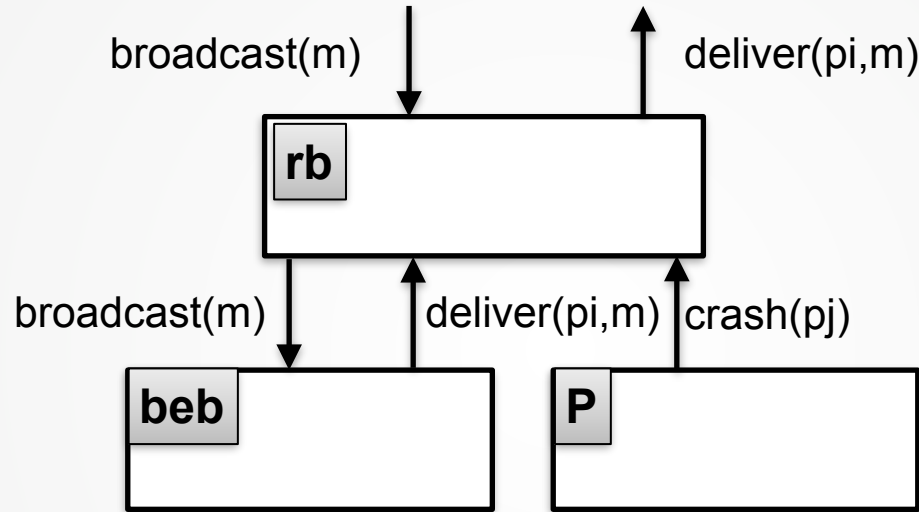 broadcast(m)
deliver(pi,m)
rb
broadcast(m)
deliver(pi,m)
crash(pj)
beb
P